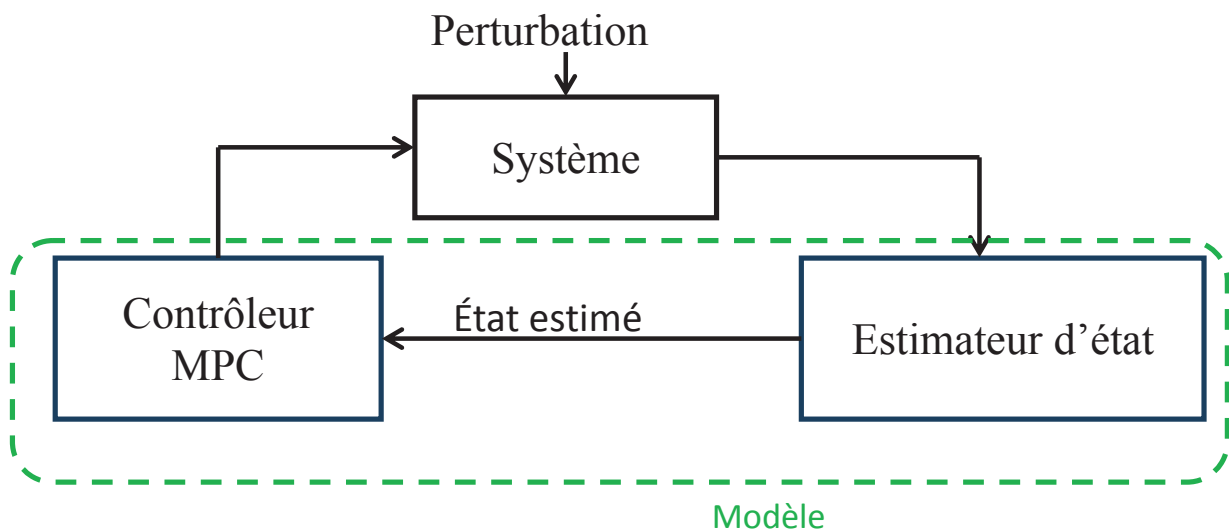 Perturbation
Système
Contrôleur
MPC
État estimé
Estimateur d’état
Modèle